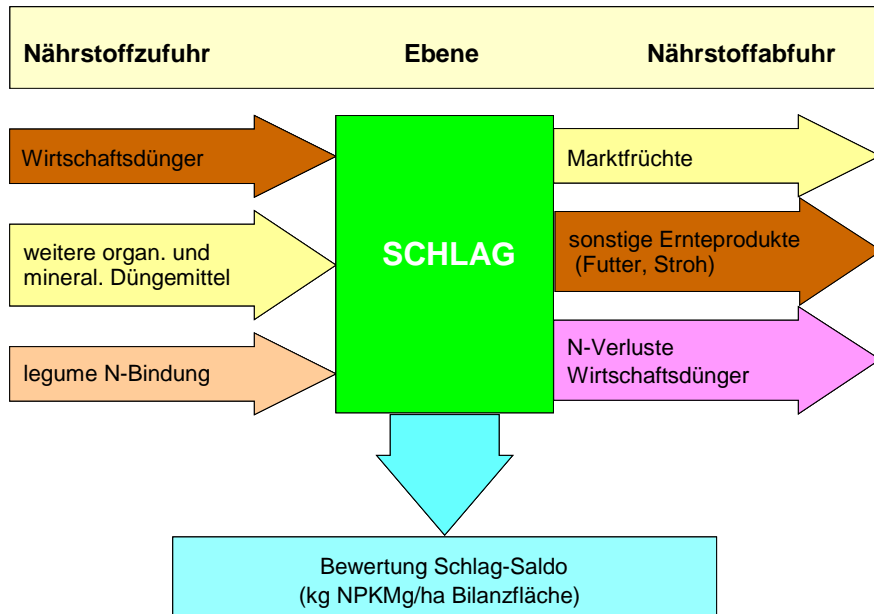 Nährstoffzufuhr Ebene Nährstoffabfuhr
Wirtschaftsdünger
weitere organ. und
mineral. Düngemittel
legume N-Bindung
SCHLAG
Marktfrüchte
sonstige Ernteprodukte
(Futter, Stroh)
N-Verluste
Wirtschaftsdünger
Bewertung Schlag-Saldo
(kg NPKMg/ha Bilanzfläche)